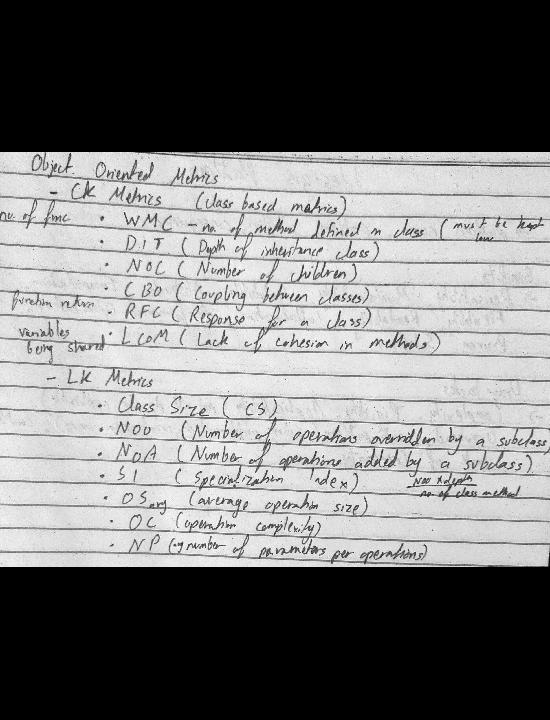 Object Oriented Metrics
- CK Metrics (class based matrics)
no. of func • WMC - no. of method defined in class (must be kept low
• DIT (Depth of inheritance class)
• NOC (Number of children)
• CBO (Coupling between classes)
function return • RFC (Response for a class)
variables being shared • LCOM (Lack of cohesion in methods)
- LK Metrics
• Class Size (CS)
• NOO (Number of operations overridden by a subclass)
• NOA (Number of operations added by a subclass)
• SI (Specialization Index) NOO x depth
no. of class method
• OS avg (average operation size)
• OC (operation complexity)
• NP (avg number of parameters per operations)